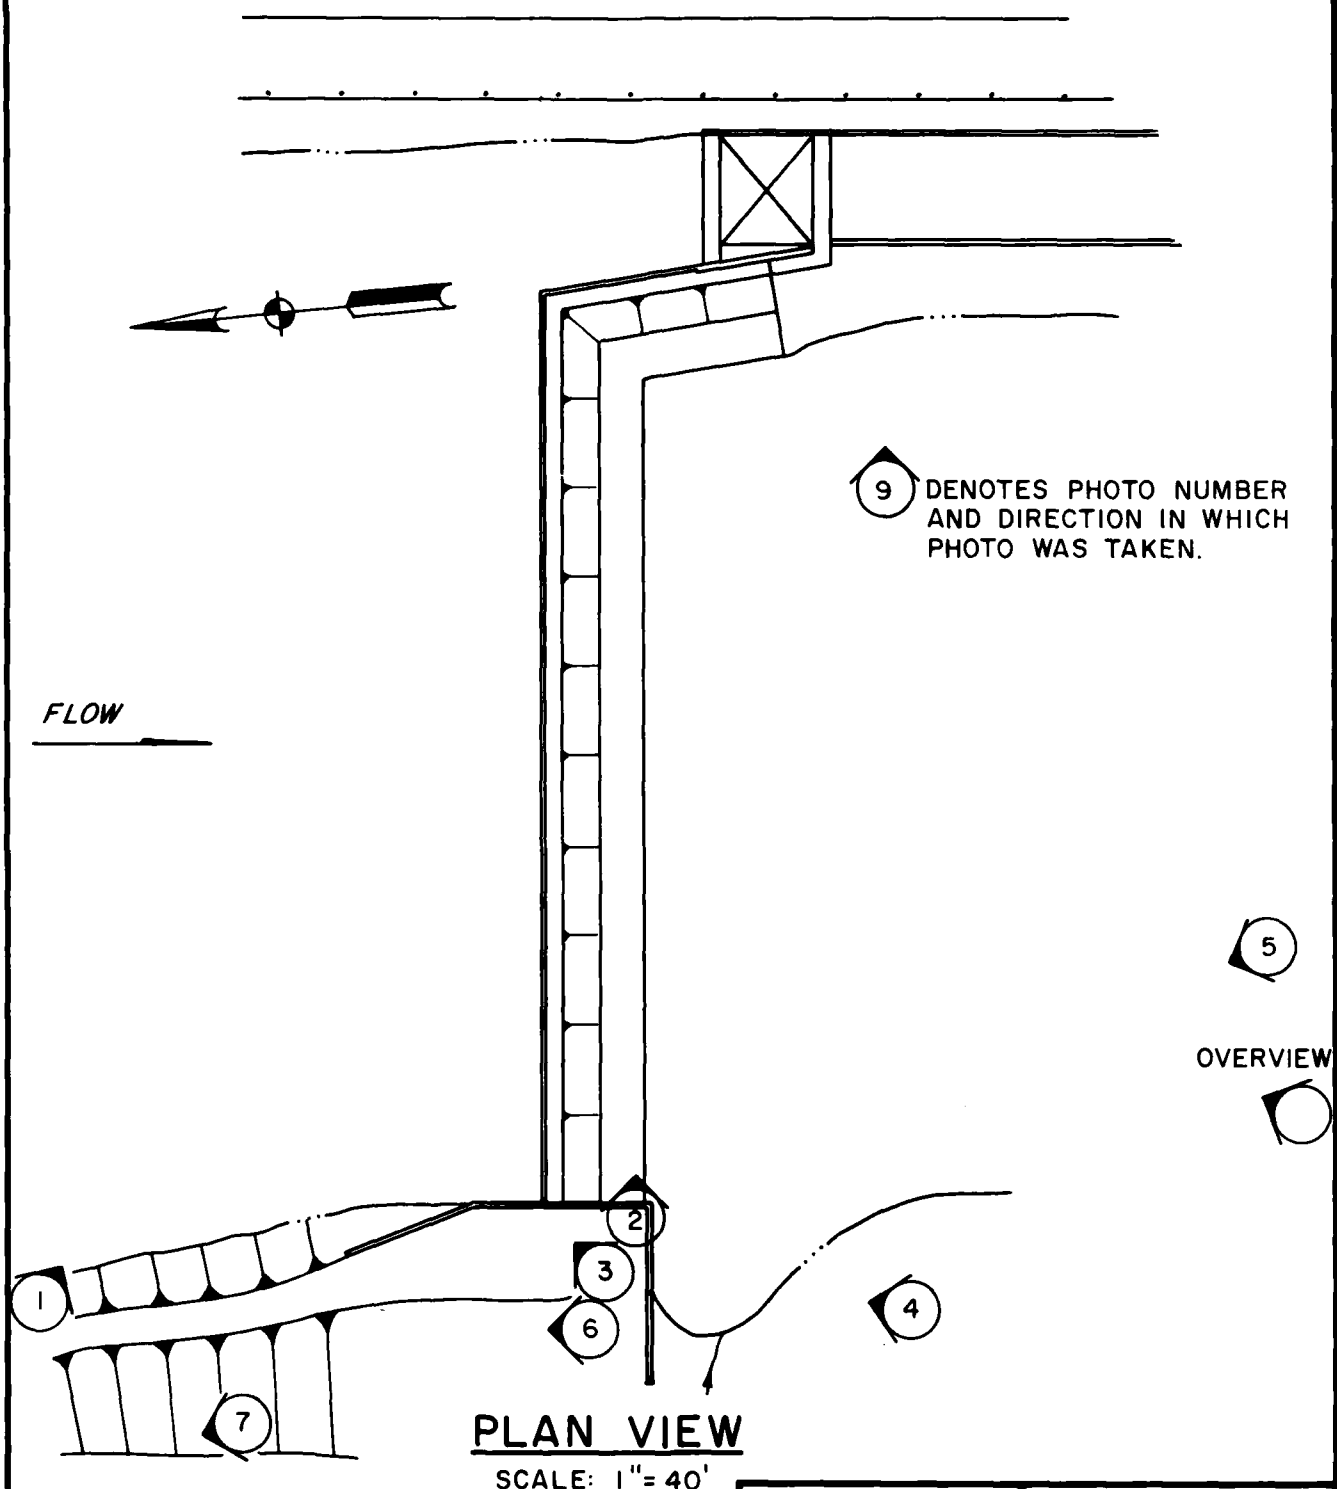 9 DENOTES PHOTO NUMBER
AND DIRECTION IN WHICH
PHOTO WAS TAKEN.
FLOW
5
OVERVIEW
2
3
1
4
6
7
PLAN VIEW
SCALE: 1"=40'